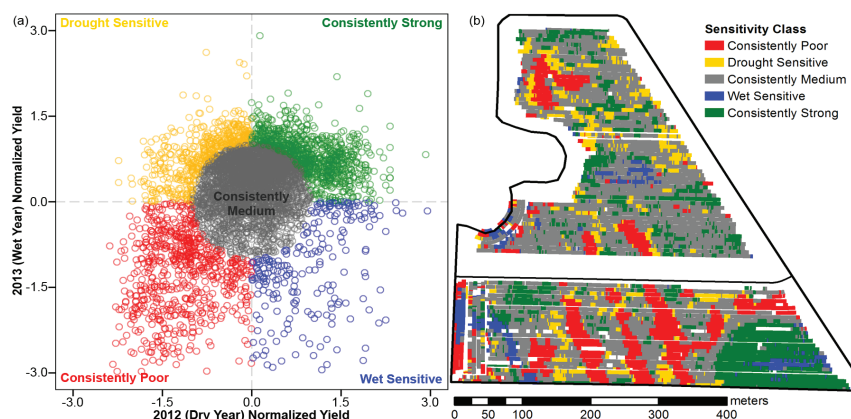 (a)
Drought Sensitive
Consistently Strong
3.0
1.5
0.0
-1.5
-3.0
2013 (Wet Year) Normalized Yield
Consistently
Medium
Consistently Poor
Wet Sensitive
-3.0
-1.5
0.0
1.5
3.0
2012 (Dry Year) Normalized Yield
(b)
Sensitivity Class
Consistently Poor
Drought Sensitive
Consistently Medium
Wet Sensitive
Consistently Strong
meters
0 50 100 200 300 400